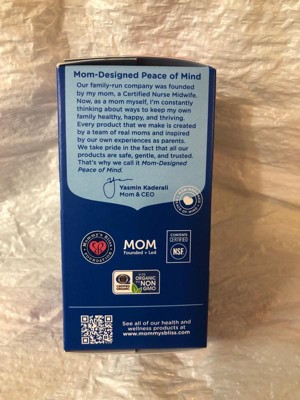 Mom-Designed Peace of Mind
Our family-run company was founded
by my mom, a Certified Nurse Midwife.
Now, as a mom myself, I'm constantly
thinking about ways to keep my own
family healthy, happy, and thriving.
Every product that we make is created
by a team of real moms and inspired
by our own experiences as parents.
We take pride in the fact that all our
products are safe, gentle, and trusted.
That's why we call it Mom-Designed
Peace of Mind.
Yasmin Kaderali
Mom & CEO
Mommy's Bliss
FOUNDATION
MOM
Founded + Led
CONTENTS
CERTIFIED
NSF
CERTIFIED
ORGANIC
ORGANIC
NON
GMO
See all of our health and
wellness products at
www.mommysbliss.com